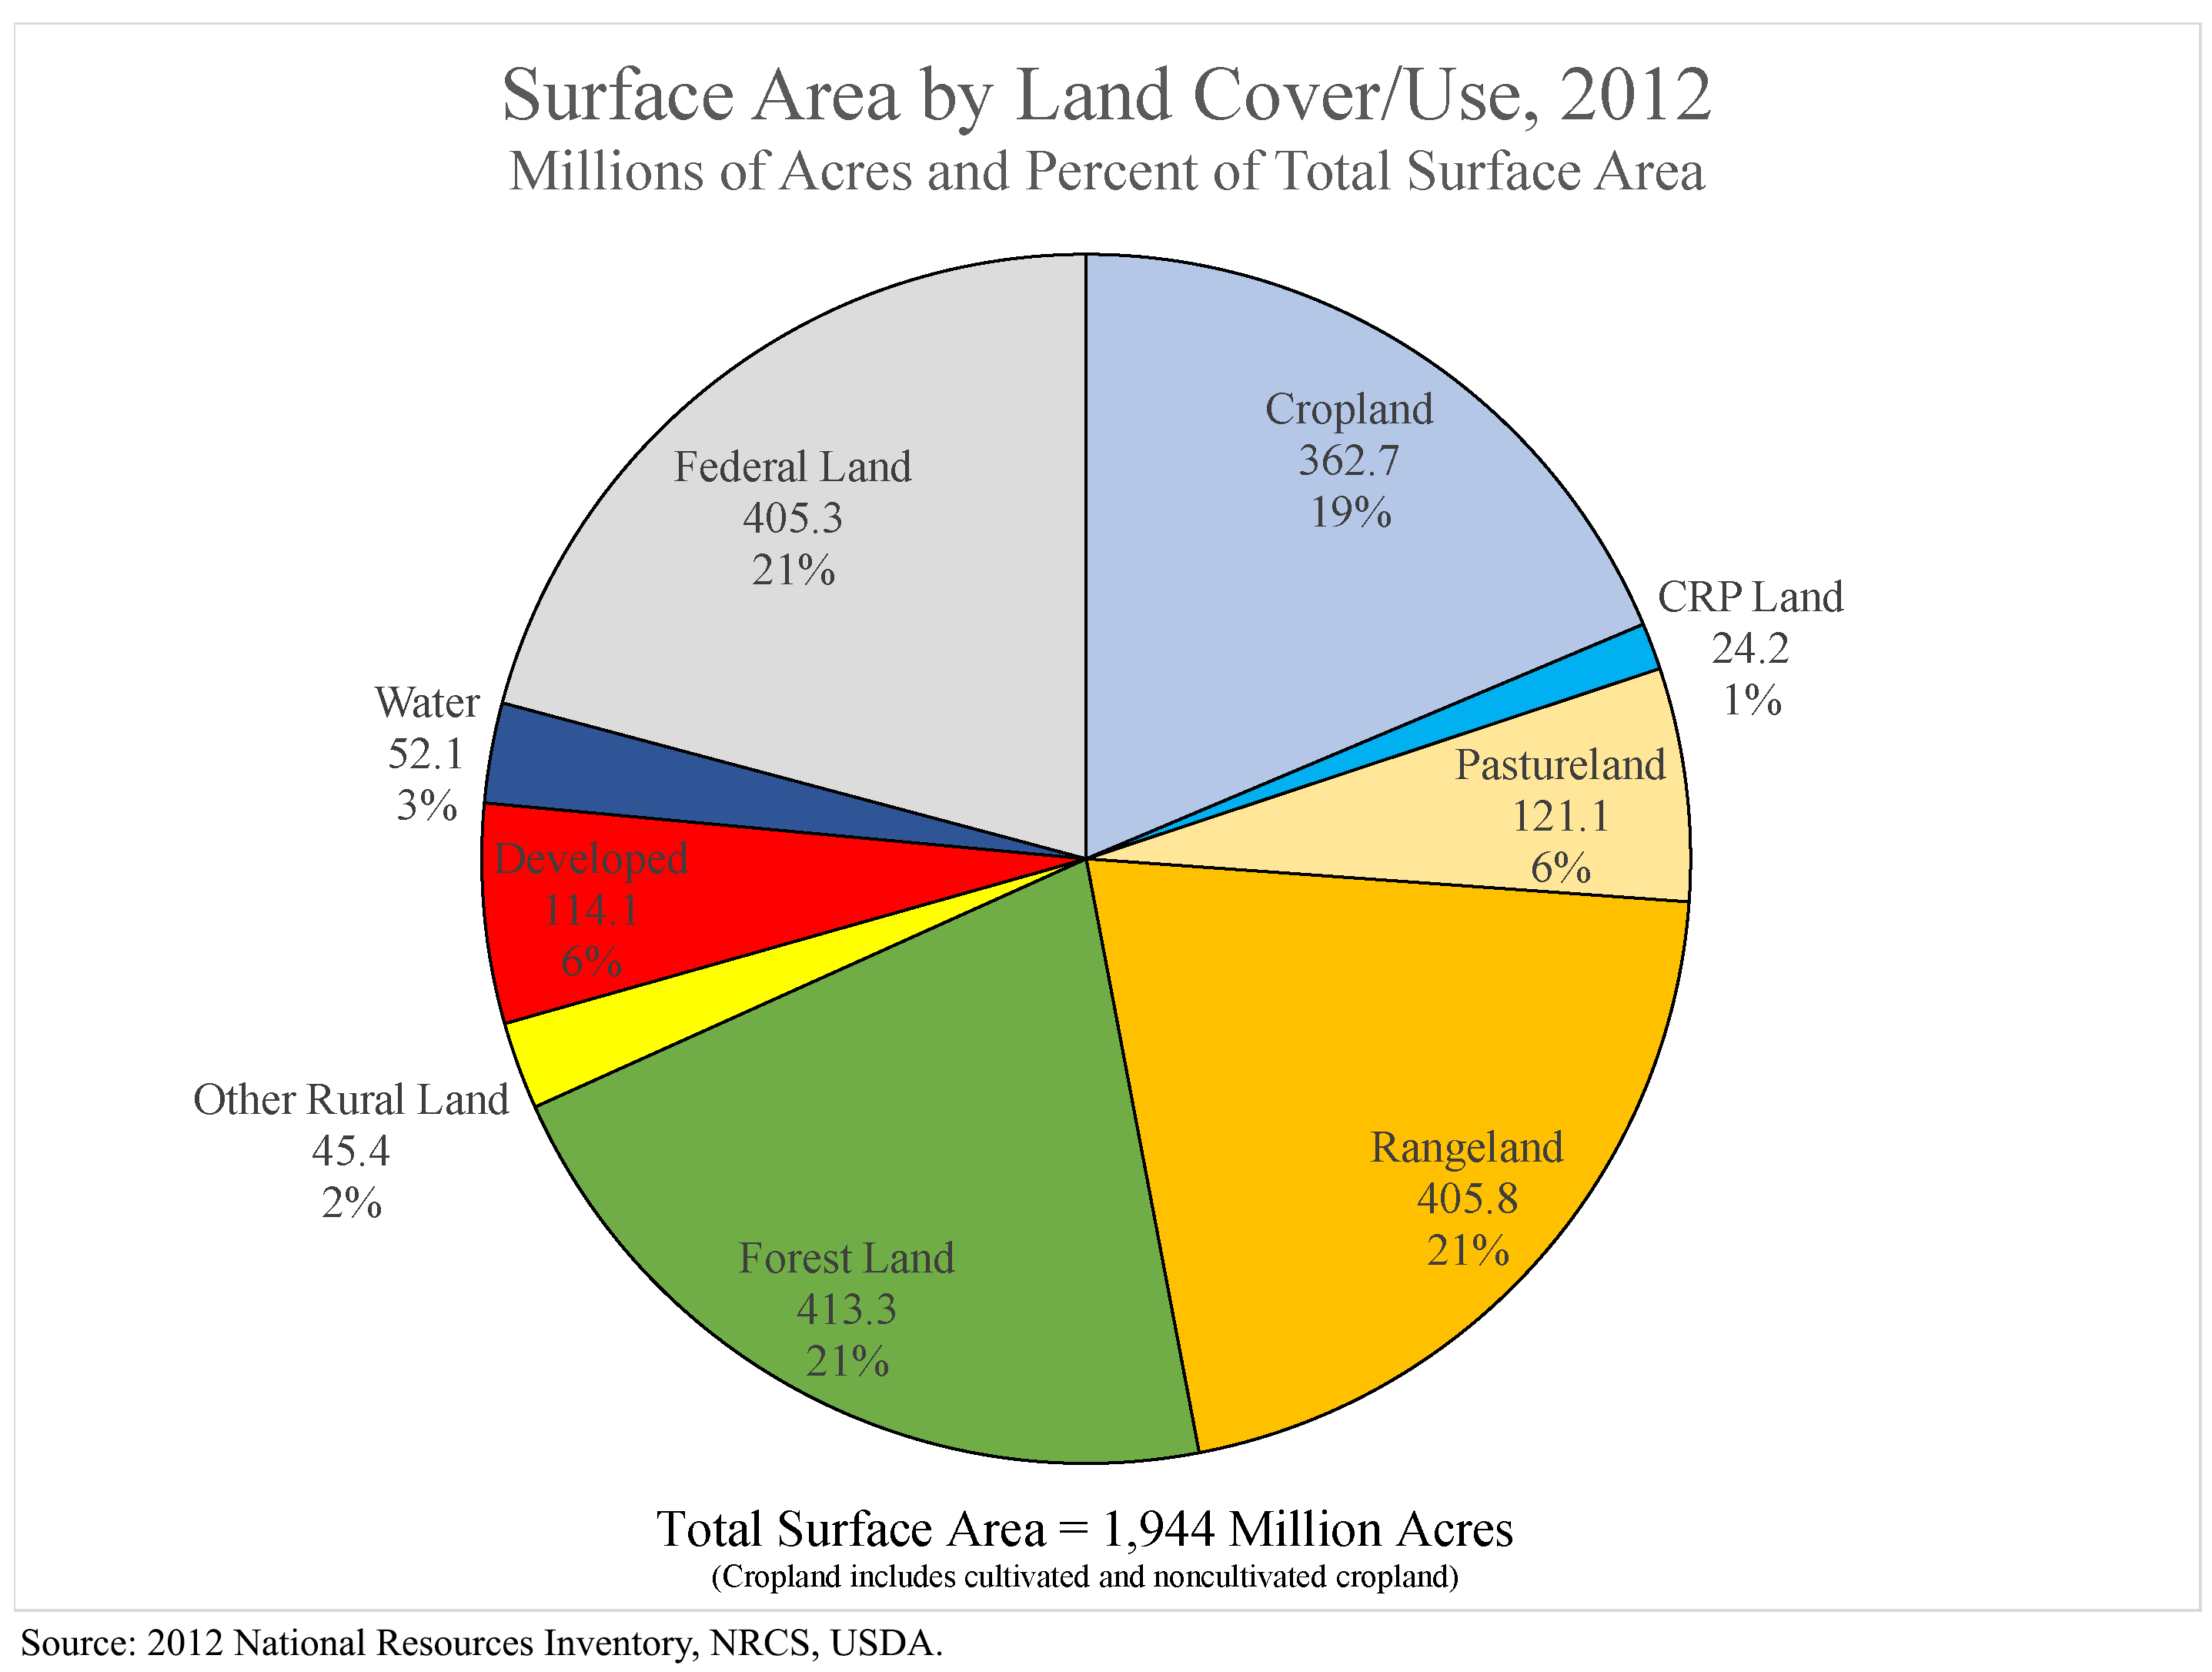 Surface Area by Land Cover/Use, 2012
Millions of Acres and Percent of Total Surface Area
Cropland
362.7
19%
CRP Land
24.2
1%
Pastureland
121.1
6%
Rangeland
405.8
21%
Forest Land
413.3
21%
Other Rural Land
45.4
2%
Developed
114.1
6%
Water
52.1
3%
Federal Land
405.3
21%
Total Surface Area = 1,944 Million Acres
(Cropland includes cultivated and noncultivated cropland)
Source: 2012 National Resources Inventory, NRCS, USDA.